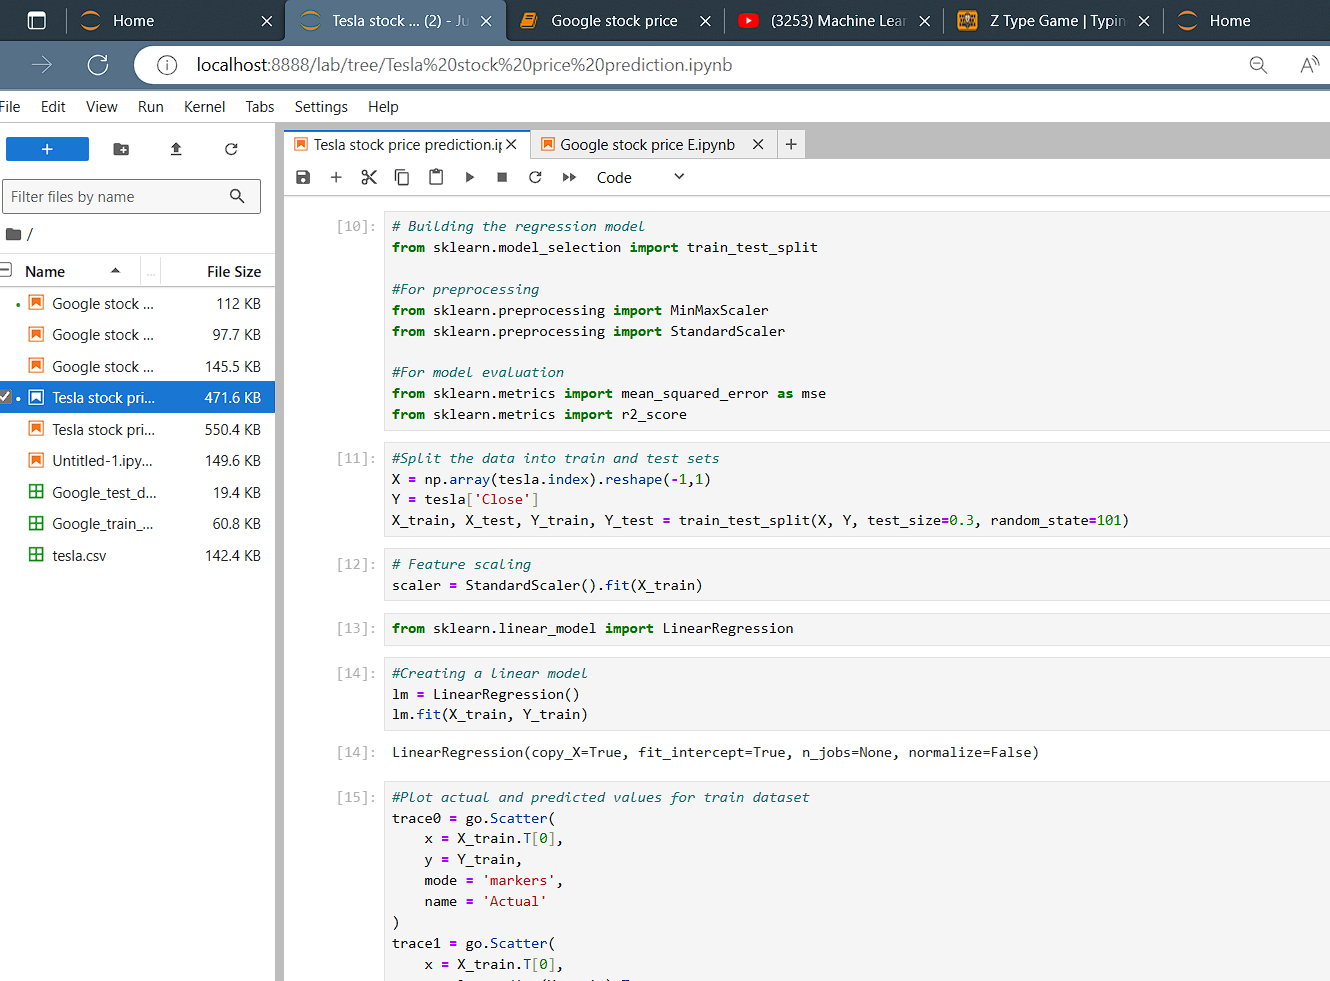 Home
Tesla stock ... (2) - Ju
Google stock price
(3253) Machine Lear
Z Type Game | Typin
Home
localhost:8888/lab/tree/Tesla%20stock%20price%20prediction.ipynb
File Edit View Run Kernel Tabs Settings Help
Filter files by name
/
Name ... File Size
Google stock ... 112 KB
Google stock ... 97.7 KB
Google stock ... 145.5 KB
Tesla stock pri... 471.6 KB
Tesla stock pri... 550.4 KB
Untitled-1.ipy... 149.6 KB
Google_test_d... 19.4 KB
Google_train_... 60.8 KB
tesla.csv 142.4 KB
Tesla stock price prediction.ip
Google stock price E.ipynb
Code
[10]:
# Building the regression model
from sklearn.model_selection import train_test_split
#For preprocessing
from sklearn.preprocessing import MinMaxScaler
from sklearn.preprocessing import StandardScaler
#For model evaluation
from sklearn.metrics import mean_squared_error as mse
from sklearn.metrics import r2_score
[11]:
#Split the data into train and test sets
X = np.array(tesla.index).reshape(-1,1)
Y = tesla['Close']
X_train, X_test, Y_train, Y_test = train_test_split(X, Y, test_size=0.3, random_state=101)
[12]:
# Feature scaling
scaler = StandardScaler().fit(X_train)
[13]:
from sklearn.linear_model import LinearRegression
[14]:
#Creating a linear model
lm = LinearRegression()
lm.fit(X_train, Y_train)
[14]:
LinearRegression(copy_X=True, fit_intercept=True, n_jobs=None, normalize=False)
[15]:
#Plot actual and predicted values for train dataset
trace0 = go.Scatter(
x = X_train.T[0],
y = Y_train,
mode = 'markers',
name = 'Actual'
)
trace1 = go.Scatter(
x = X_train.T[0],